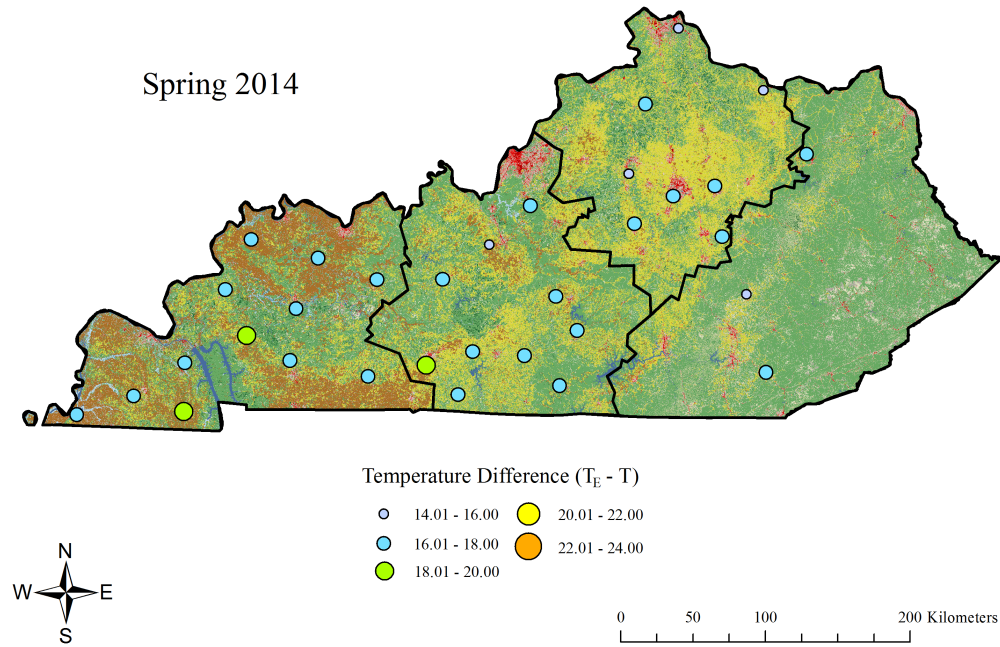 Spring 2014
Temperature Difference (TE - T)
14.01 - 16.00
20.01 - 22.00
16.01 - 18.00
22.01 - 24.00
18.01 - 20.00
N
W E
S
0 50 100 200 Kilometers